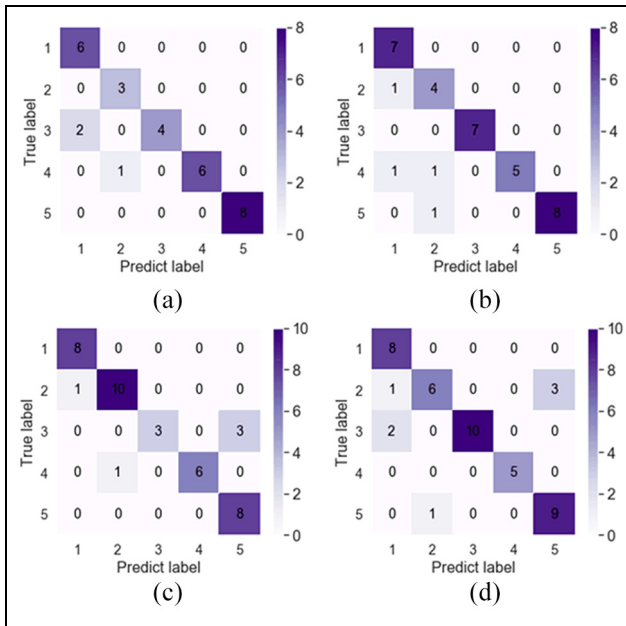 8
1 6 0 0 0 0
2 0 3 0 0 0
6
3 2 0 4 0 0
4
4 0 1 0 6 0
2
5 0 0 0 0 8
0
1 2 3 4 5
True label
Predict label
(a)
8
1 7 0 0 0 0
2 1 4 0 0 0
6
3 0 0 7 0 0
4
4 1 1 0 5 0
2
5 0 1 0 0 8
0
1 2 3 4 5
True label
Predict label
(b)
10
1 8 0 0 0 0
8
2 1 10 0 0 0
6
3 0 0 3 0 3
4
4 0 1 0 6 0
2
5 0 0 0 0 8
0
1 2 3 4 5
True label
Predict label
(c)
10
1 8 0 0 0 0
8
2 1 6 0 0 3
6
3 2 0 10 0 0
4
4 0 0 0 5 0
2
5 0 1 0 0 9
0
1 2 3 4 5
True label
Predict label
(d)